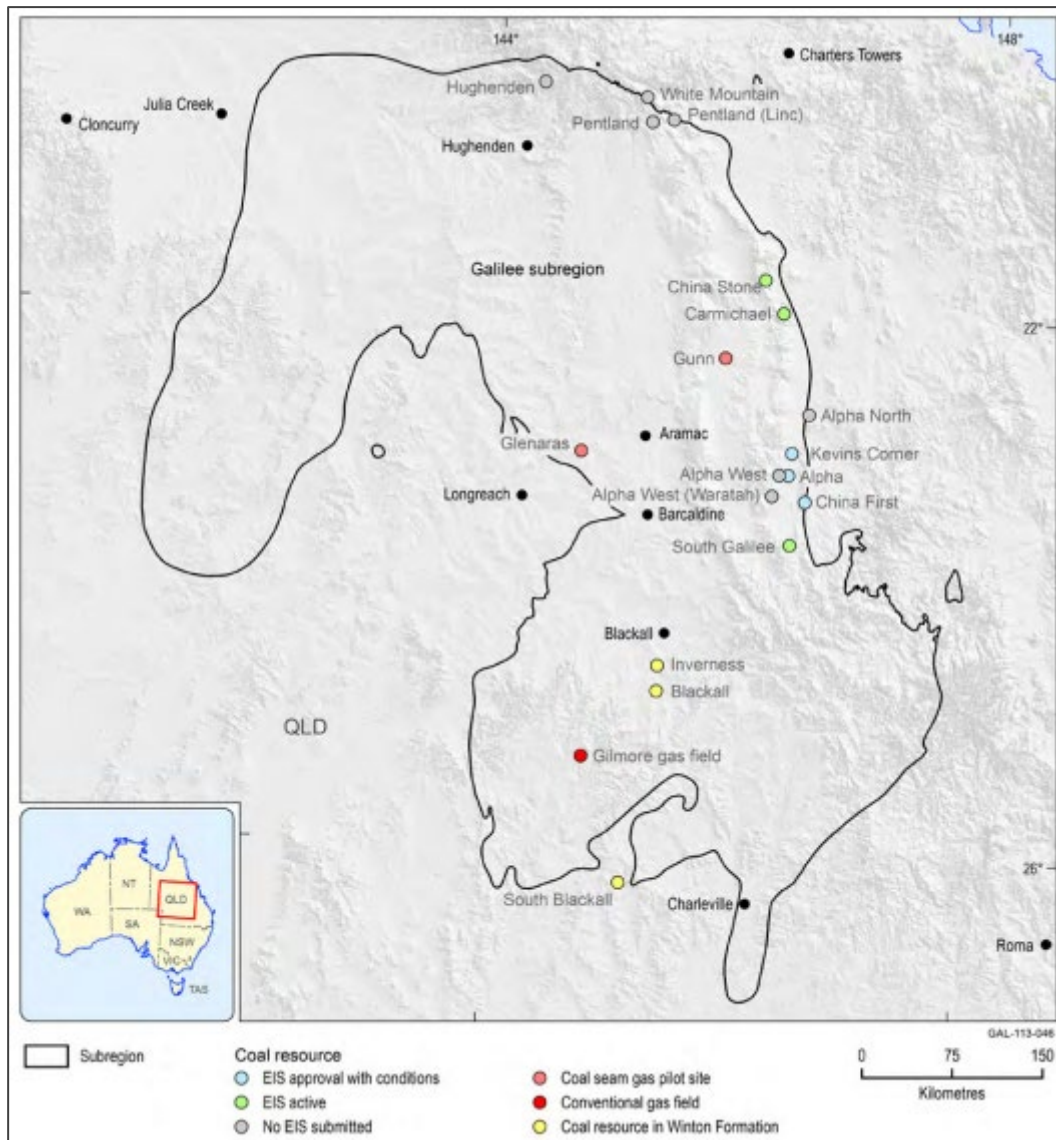 144°
148°
Charters Towers
Hughenden
White Mountain
Julia Creek
Cloncurry
Pentland (Linc)
Pentland
Hughenden
Galilee subregion
China Stone
Carmichael
22°
Gunn
Alpha North
Aramac
Glenaras
Kevins Corner
Alpha West
Alpha
Longreach
Alpha West (Waratah)
China First
Barcaldine
South Galilee
Blackall
Inverness
Blackall
QLD
Gilmore gas field
26°
South Blackall
Charleville
Roma
NT
QLD
WA
SA
NSW
VIC
TAS
GAL-113-046
Subregion
Coal resource
EIS approval with conditions
EIS active
No EIS submitted
Coal seam gas pilot site
Conventional gas field
Coal resource in Winton Formation
0 75 150
Kilometres